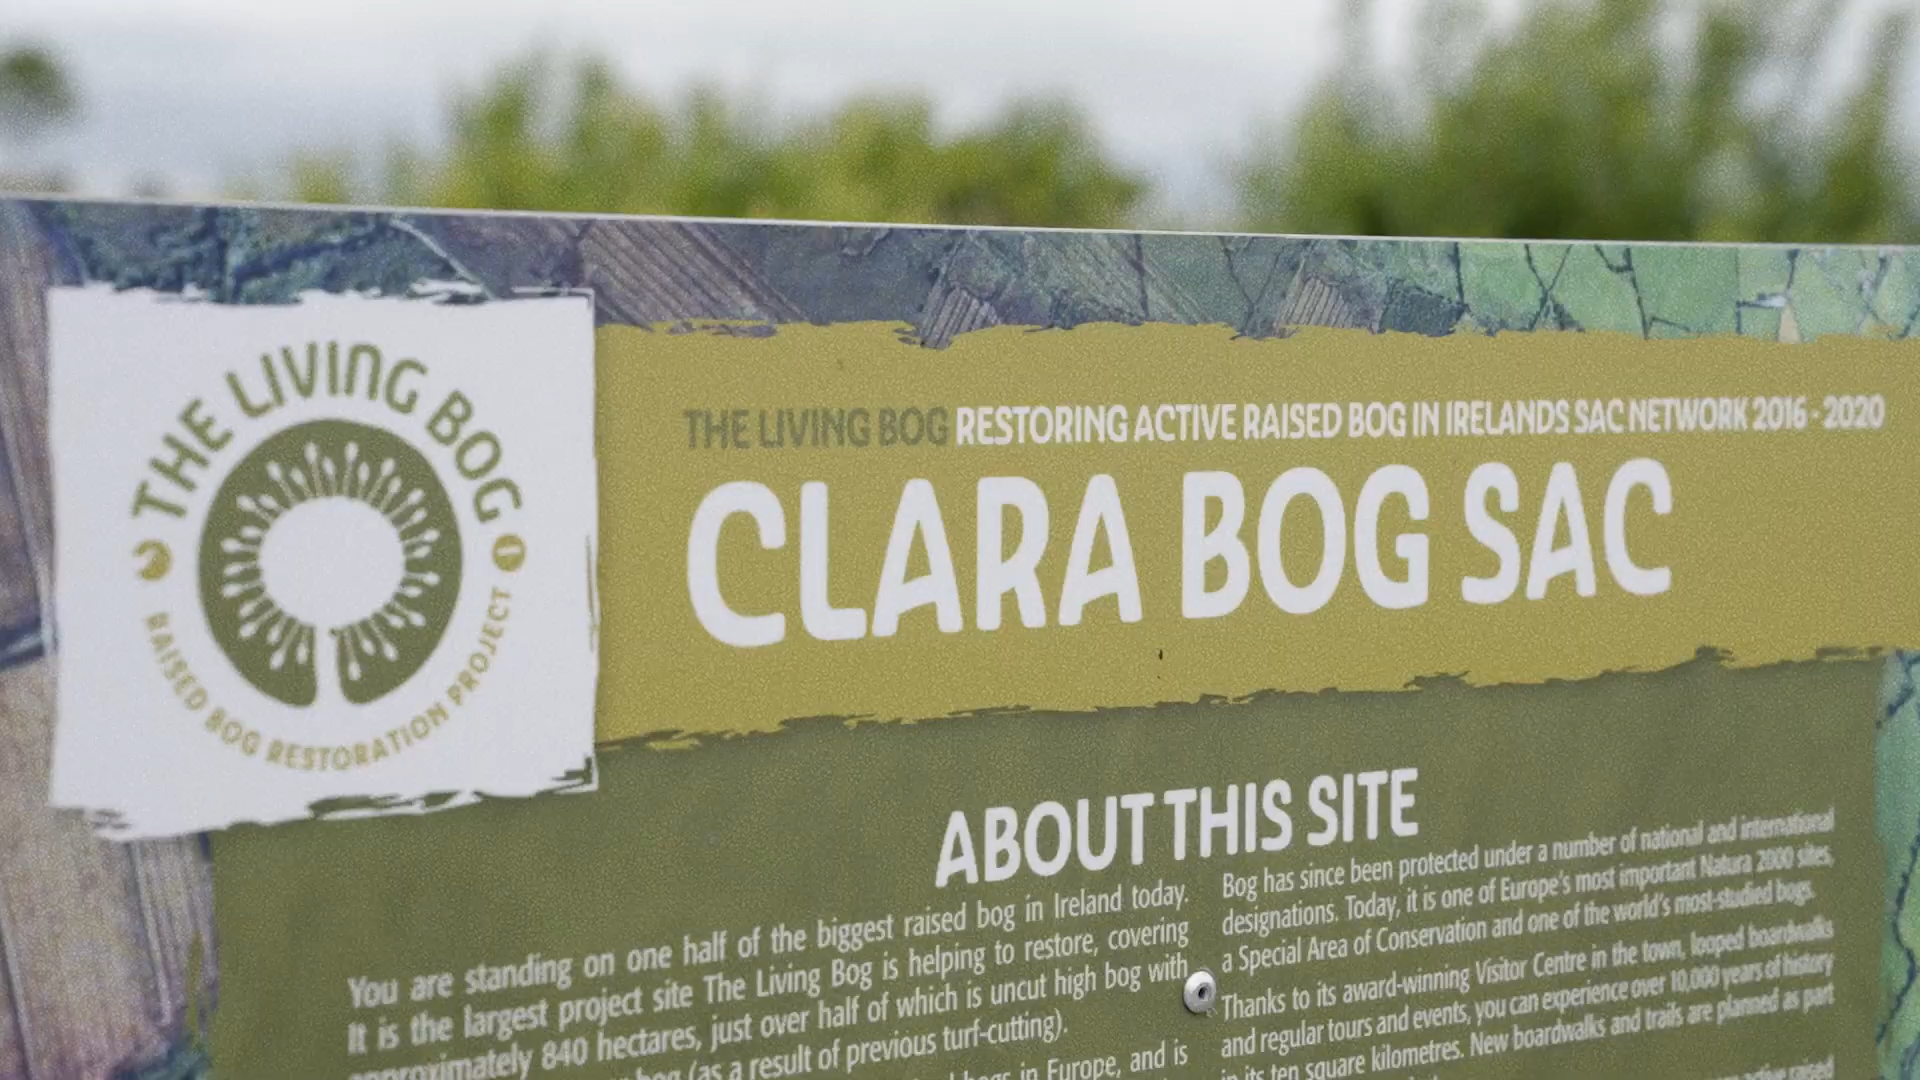 THE LIVING BOG
RAISED BOG RESTORATION PROJECT
THE LIVING BOG RESTORING ACTIVE RAISED BOG IN IRELANDS SAC NETWORK 2016 - 2020
CLARA BOG SAC
ABOUT THIS SITE
You are standing on one half of the biggest raised bog in Ireland today.
It is the largest project site The Living Bog is helping to restore, covering
approximately 840 hectares, just over half of which is uncut high bog with
bog (as a result of previous turf-cutting).
bogs in Europe, and is
Bog has since been protected under a number of national and international
designations. Today, it is one of Europe's most important Natura 2000 sites,
a Special Area of Conservation and one of the world's most-studied bogs.
Thanks to its award-winning Visitor Centre in the town, looped boardwalks
and regular tours and events, you can experience over 10,000 years of history
in its ten square kilometres. New boardwalks and trails are planned as part
active raised